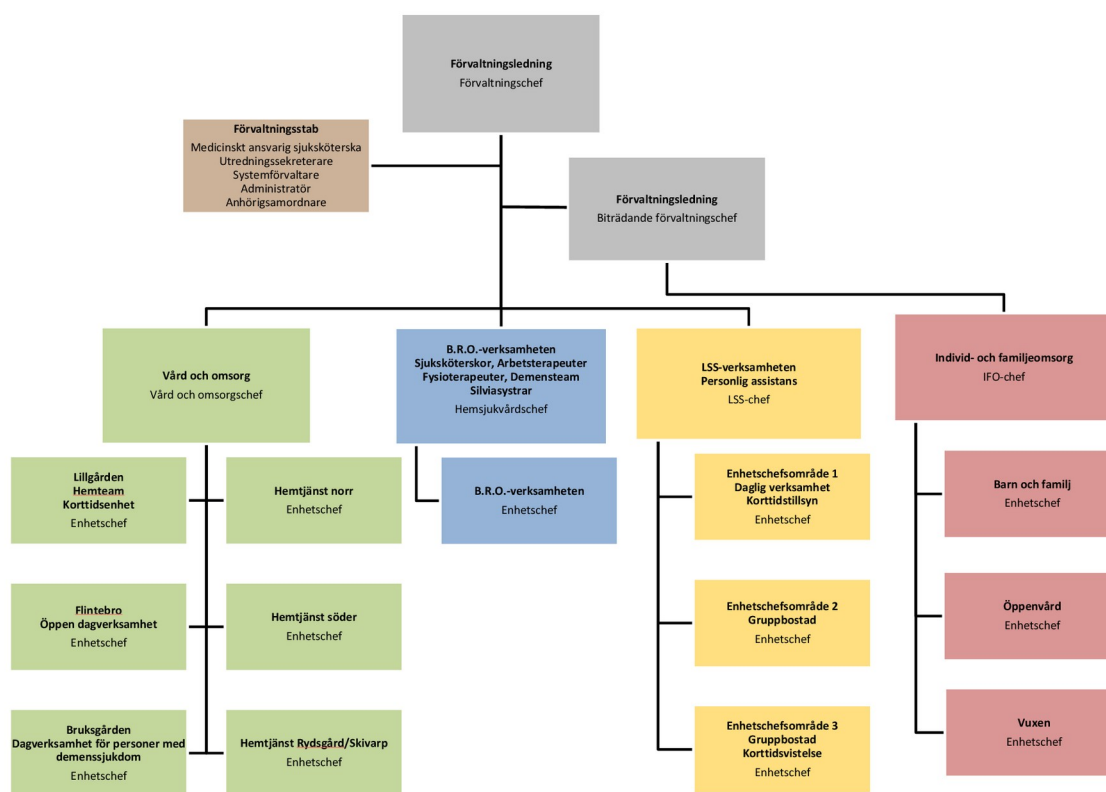 Förvaltningsledning
Förvaltningschef
Förvaltningsstab
Medicinskt ansvarig sjuksköterska
Utredningssekreterare
Systemförvaltare
Administratör
Anhörigsamordnare
Förvaltningsledning
Biträdande förvaltningschef
Vård och omsorg
Vård och omsorgschef
B.R.O.-verksamheten
Sjuksköterskor, Arbetsterapeuter
Fysioterapeuter, Demensteam
Silviasystrar
Hemsjukvårdschef
LSS-verksamheten
Personlig assistans
LSS-chef
Individ- och familjeomsorg
IFO-chef
Lillgården
Hemteam
Korttidsenhet
Enhetschef
Hemtjänst norr
Enhetschef
B.R.O.-verksamheten
Enhetschef
Enhetschefsområde 1
Daglig verksamhet
Korttidstillsyn
Enhetschef
Barn och familj
Enhetschef
Flintebro
Öppen dagverksamhet
Enhetschef
Hemtjänst söder
Enhetschef
Enhetschefsområde 2
Gruppbostad
Enhetschef
Öppenvård
Enhetschef
Bruksgården
Dagverksamhet för personer med
demenssjukdom
Enhetschef
Hemtjänst Rydsgård/Skivarp
Enhetschef
Enhetschefsområde 3
Gruppbostad
Korttidsvistelse
Enhetschef
Vuxen
Enhetschef